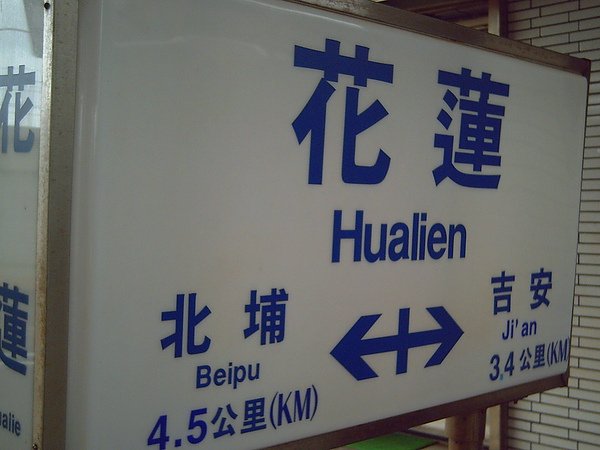 花蓮
Hualien
北埔
Beipu
4.5公里(KM)
吉安
Ji'an
3.4公里(KM)
花
蓮
ualie